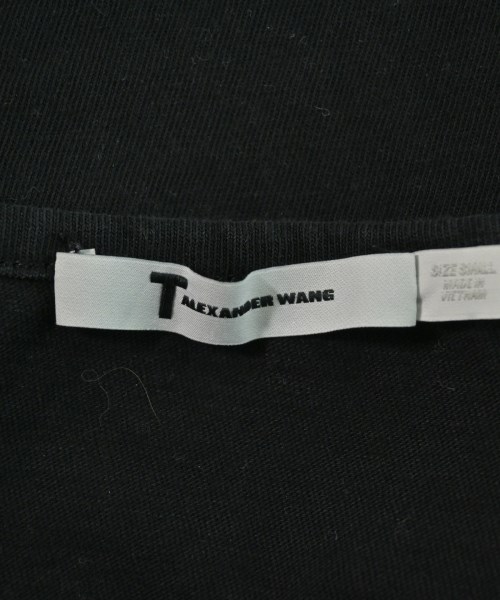 T ALEXANDER WANG
SIZE SMALL
MADE IN
VIETNAM